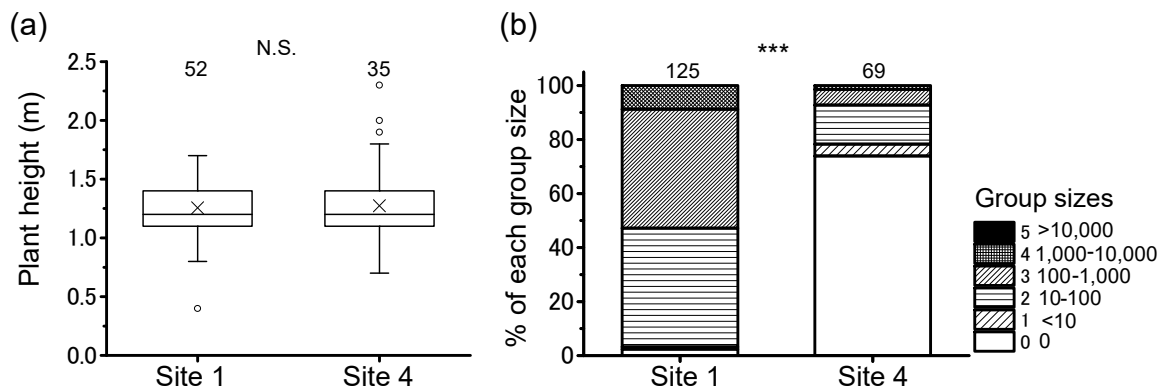 (a)
N.S.
Plant height (m)
2.5
2.0
1.5
1.0
0.5
0.0
52
35
Site 1
Site 4
(b)
***
% of each group size
100
80
60
40
20
0
125
69
Site 1
Site 4
Group sizes
5 >10,000
4 1,000-10,000
3 100-1,000
2 10-100
1 <10
0 0